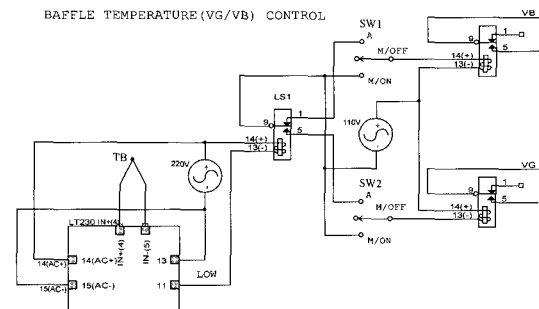 BAFFLE TEMPERATURE(VG/VB) CONTROL
SW1
A
M/OFF
M/ON
VB
9
1
5
14(+)
13(-)
LS1
9
1
5
14(+)
13(-)
110V
TB
220V
SW2
A
M/OFF
M/ON
VG
9
1
5
14(+)
13(-)
LT230 IN+(4)
IN+(4)
IN-(5)
14(AC+)
14(AC+)
13
LOW
15(AC-)
15(AC-)
11